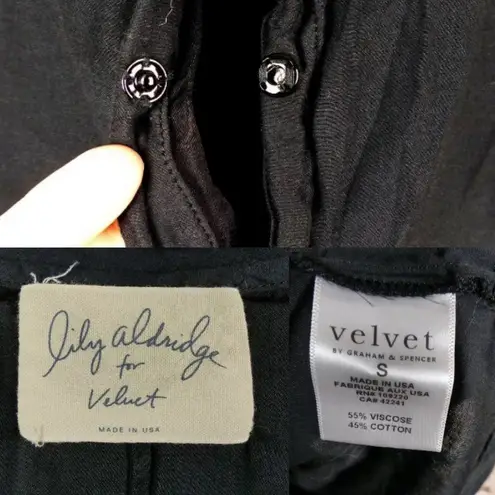 lily aldridge
for
Velvet
MADE IN USA
velvet
BY GRAHAM & SPENCER
S
MADE IN USA
FABRIQUE AUX USA
RN# 109220
CA# 42241
55% VISCOSE
45% COTTON